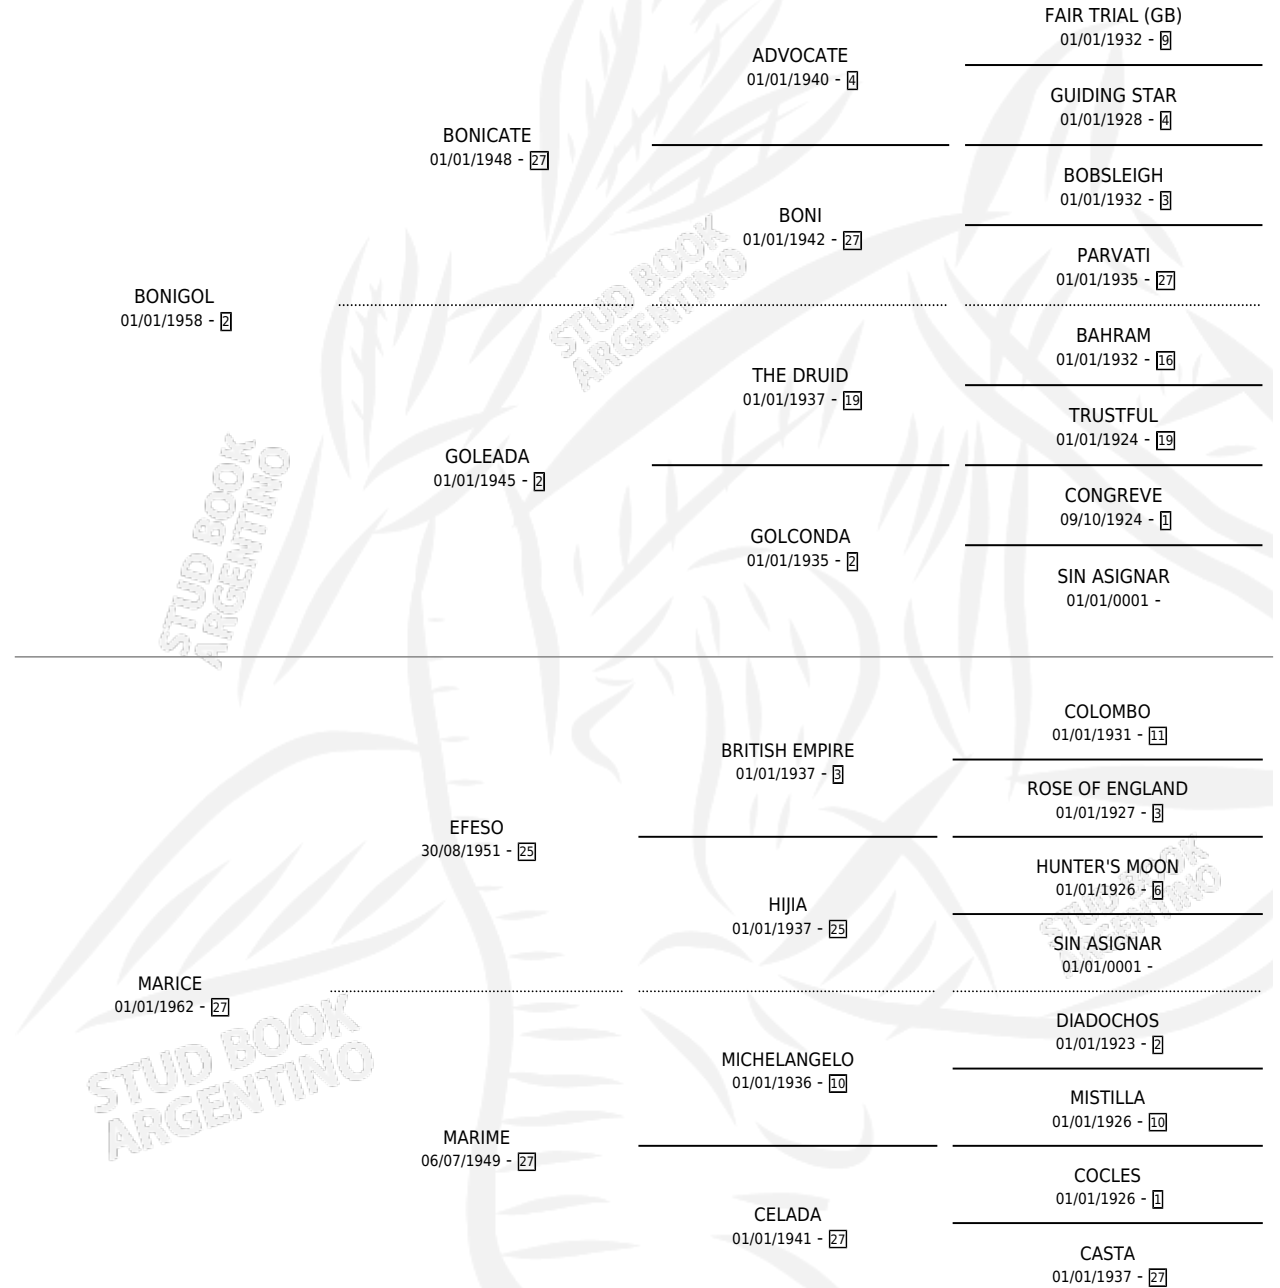 FAIR TRIAL (GB)
01/01/1932 - 9
ADVOCATE
01/01/1940 - 4
GUIDING STAR
01/01/1928 - 4
BONICATE
01/01/1948 - 27
BOBSLEIGH
01/01/1932 - 3
BONI
01/01/1942 - 27
PARVATI
01/01/1935 - 27
BONIGOL
01/01/1958 - 2
BAHRAM
01/01/1932 - 16
THE DRUID
01/01/1937 - 19
TRUSTFUL
01/01/1924 - 19
GOLEADA
01/01/1945 - 2
CONGREVE
09/10/1924 - 1
GOLCONDA
01/01/1935 - 2
SIN ASIGNAR
01/01/0001 -
COLOMBO
01/01/1931 - 11
BRITISH EMPIRE
01/01/1937 - 3
ROSE OF ENGLAND
01/01/1927 - 3
EFESO
30/08/1951 - 25
HUNTER'S MOON
01/01/1926 - 6
HIJIA
01/01/1937 - 25
SIN ASIGNAR
01/01/0001 -
MARICE
01/01/1962 - 27
DIADOCHOS
01/01/1923 - 2
MICHELANGELO
01/01/1936 - 10
MISTILLA
01/01/1926 - 10
MARIME
06/07/1949 - 27
COCLES
01/01/1926 - 1
CELADA
01/01/1941 - 27
CASTA
01/01/1937 - 27
STUD BOOK
ARGENTINO
STUD BOOK
ARGENTINO
STUD BOOK
ARGENTINO
STUD BOOK
ARGENTINO